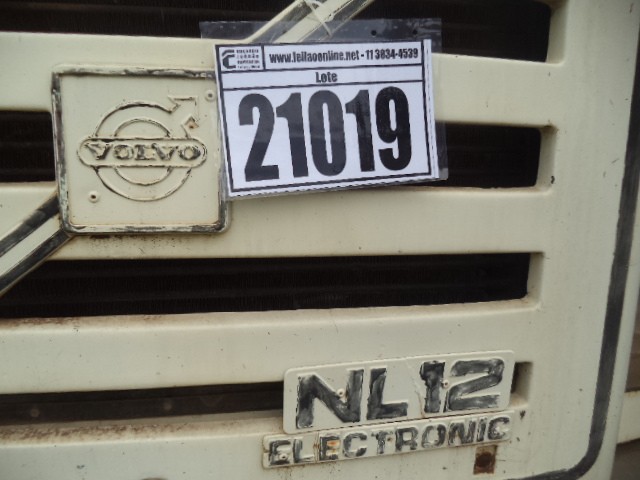 www.leilaoonline.net - 11 3834-4539
Lote
21019
VOLVO
NL12
ELECTRONIC